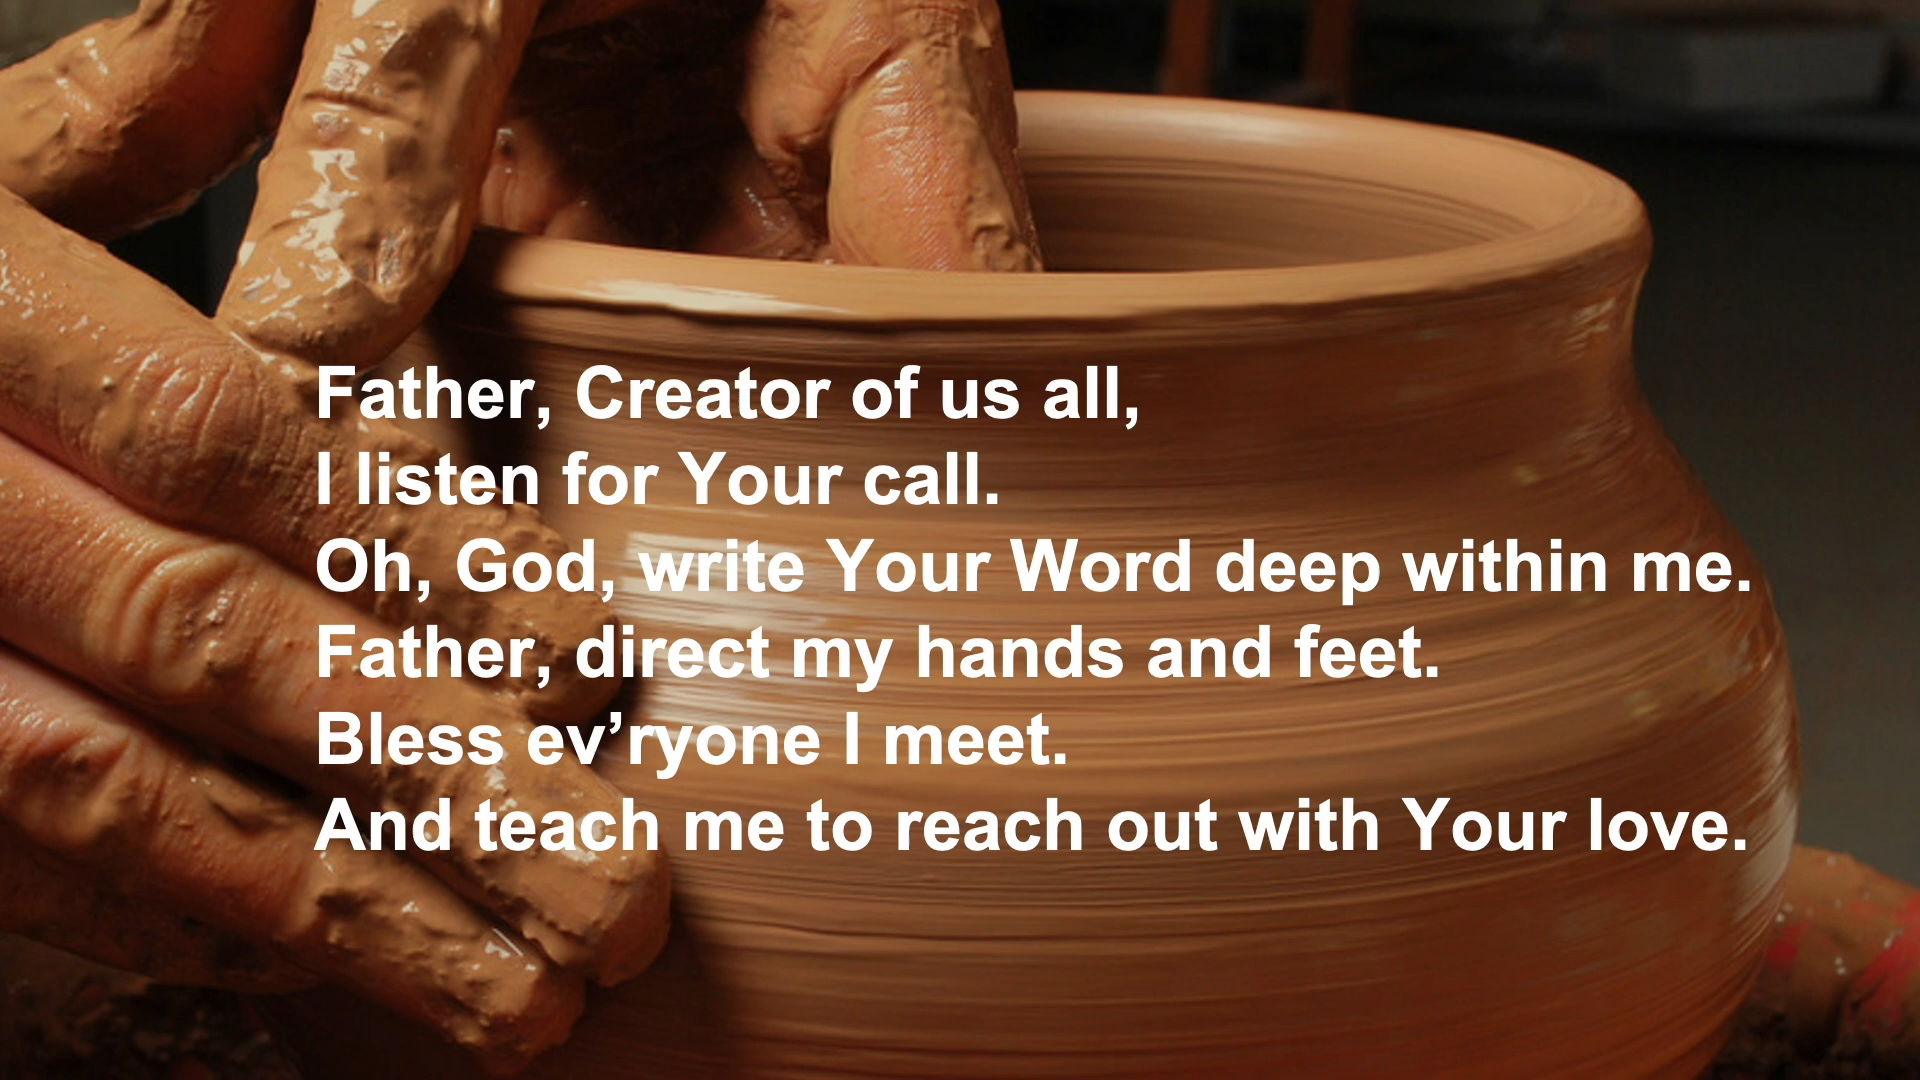 Father, Creator of us all,
I listen for Your call.
Oh, God, write Your Word deep within me.
Father, direct my hands and feet.
Bless ev’ryone I meet.
And teach me to reach out with Your love.